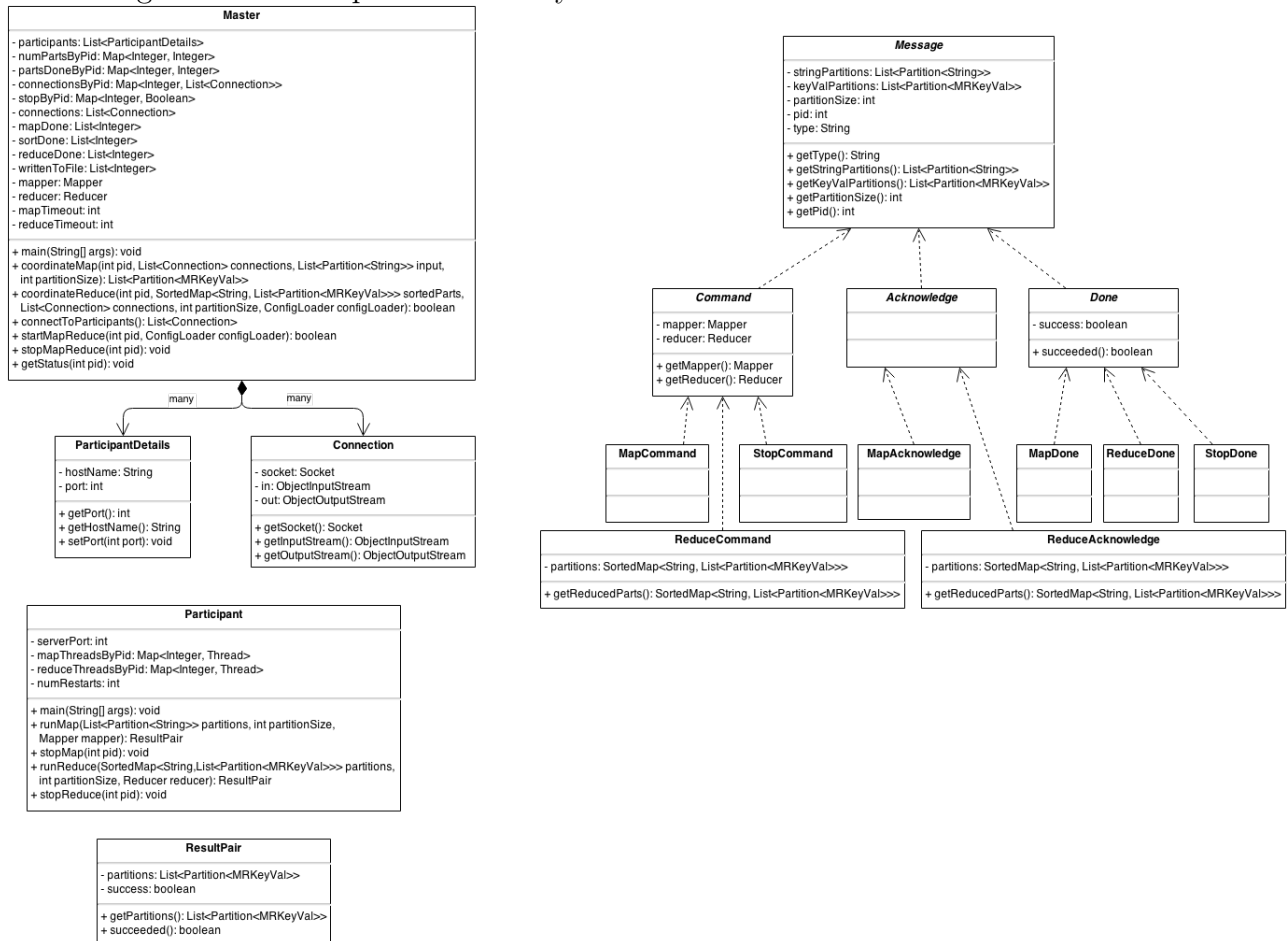 Master
- participants: List<ParticipantDetails>
- numPartsByPid: Map<Integer, Integer>
- partsDoneByPid: Map<Integer, Integer>
- connectionsByPid: Map<Integer, List<Connection>>
- stopByPid: Map<Integer, Boolean>
- connections: List<Connection>
- mapDone: List<Integer>
- sortDone: List<Integer>
- reduceDone: List<Integer>
- writtenToFile: List<Integer>
- mapper: Mapper
- reducer: Reducer
- mapTimeout: int
- reduceTimeout: int
+ main(String[] args): void
+ coordinateMap(int pid, List<Connection> connections, List<Partition<String>> input,
int partitionSize): List<Partition<MRKeyVal>>
+ coordinateReduce(int pid, SortedMap<String, List<Partition<MRKeyVal>>> sortedParts,
List<Connection> connections, int partitionSize, ConfigLoader configLoader): boolean
+ connectToParticipants(): List<Connection>
+ startMapReduce(int pid, ConfigLoader configLoader): boolean
+ stopMapReduce(int pid): void
+ getStatus(int pid): void
many
many
ParticipantDetails
- hostName: String
- port: int
+ getPort(): int
+ getHostName(): String
+ setPort(int port): void
Connection
- socket: Socket
- in: ObjectInputStream
- out: ObjectOutputStream
+ getSocket(): Socket
+ getInputStream(): ObjectInputStream
+ getOutputStream(): ObjectOutputStream
Participant
- serverPort: int
- mapThreadsByPid: Map<Integer, Thread>
- reduceThreadsByPid: Map<Integer, Thread>
- numRestarts: int
+ main(String[] args): void
+ runMap(List<Partition<String>> partitions, int partitionSize,
Mapper mapper): ResultPair
+ stopMap(int pid): void
+ runReduce(SortedMap<String,List<Partition<MRKeyVal>>> partitions,
int partitionSize, Reducer reducer): ResultPair
+ stopReduce(int pid): void
ResultPair
- partitions: List<Partition<MRKeyVal>>
- success: boolean
+ getPartitions(): List<Partition<MRKeyVal>>
+ succeeded(): boolean
Message
- stringPartitions: List<Partition<String>>
- keyValPartitions: List<Partition<MRKeyVal>>
- partitionSize: int
- pid: int
- type: String
+ getType(): String
+ getStringPartitions(): List<Partition<String>>
+ getKeyValPartitions(): List<Partition<MRKeyVal>>
+ getPartitionSize(): int
+ getPid(): int
Command
- mapper: Mapper
- reducer: Reducer
+ getMapper(): Mapper
+ getReducer(): Reducer
Acknowledge
Done
- success: boolean
+ succeeded(): boolean
MapCommand
StopCommand
MapAcknowledge
MapDone
ReduceDone
StopDone
ReduceCommand
- partitions: SortedMap<String, List<Partition<MRKeyVal>>>
+ getReducedParts(): SortedMap<String, List<Partition<MRKeyVal>>>
ReduceAcknowledge
- partitions: SortedMap<String, List<Partition<MRKeyVal>>>
+ getReducedParts(): SortedMap<String, List<Partition<MRKeyVal>>>